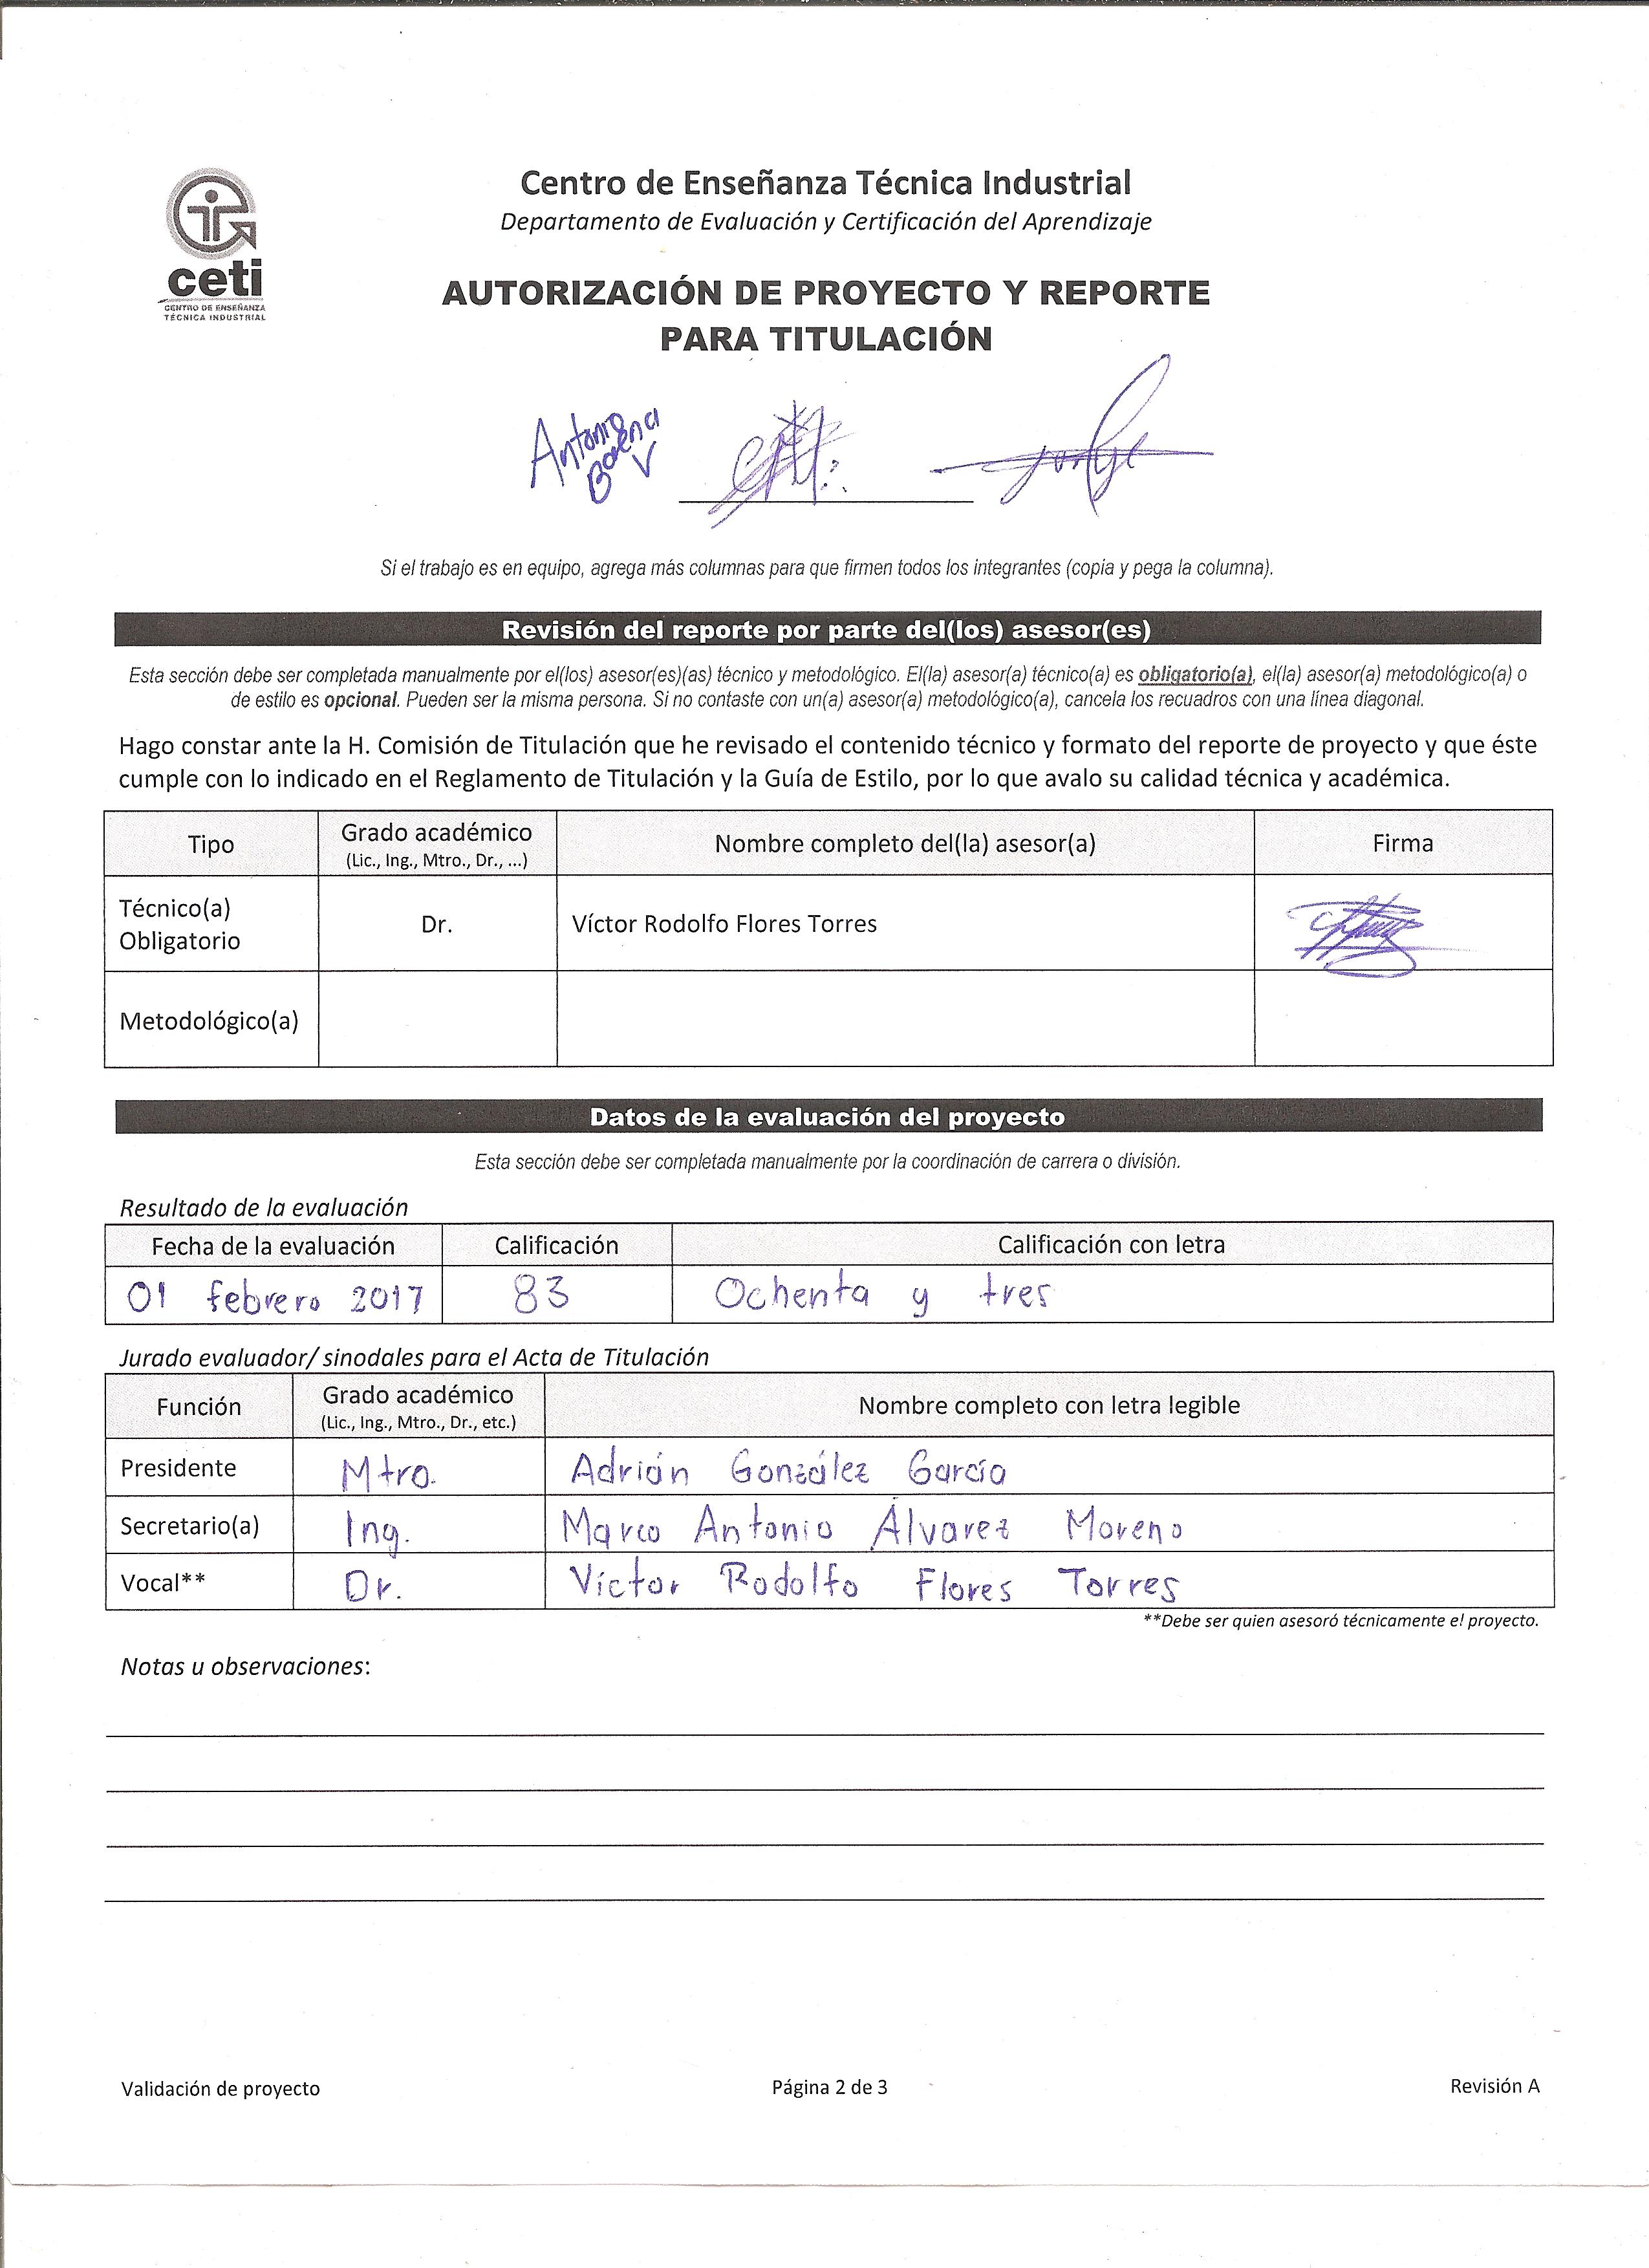 Centro de Enseñanza Técnica Industrial
Departamento de Evaluación y Certificación del Aprendizaje
ceti
CENTRO DE ENSEÑANZA
TÉCNICA INDUSTRIAL
AUTORIZACIÓN DE PROYECTO Y REPORTE
PARA TITULACIÓN
Antonio
Baena
V
Jorge
Si el trabajo es en equipo, agrega más columnas para que firmen todos los integrantes (copia y pega la columna).
Revisión del reporte por parte del(los) asesor(es)
Esta sección debe ser completada manualmente por el(los) asesor(es)(as) técnico y metodológico. El(la) asesor(a) técnico(a) es obligatorio(a), el(la) asesor(a) metodológico(a) o
de estilo es opcional. Pueden ser la misma persona. Si no contaste con un(a) asesor(a) metodológico(a), cancela los recuadros con una línea diagonal.
Hago constar ante la H. Comisión de Titulación que he revisado el contenido técnico y formato del reporte de proyecto y que éste
cumple con lo indicado en el Reglamento de Titulación y la Guía de Estilo, por lo que avalo su calidad técnica y académica.
Tipo Grado académico (Lic., Ing., Mtro., Dr., ...) Nombre completo del(la) asesor(a) Firma
Técnico(a)
Obligatorio Dr. Víctor Rodolfo Flores Torres
Metodológico(a)
Datos de la evaluación del proyecto
Esta sección debe ser completada manualmente por la coordinación de carrera o división.
Resultado de la evaluación
Fecha de la evaluación Calificación Calificación con letra
01 febrero 2017 83 Ochenta y tres
Jurado evaluador/ sinodales para el Acta de Titulación
Función Grado académico (Lic., Ing., Mtro., Dr., etc.) Nombre completo con letra legible
Presidente Mtro. Adrián González García
Secretario(a) Ing. Marco Antonio Álvarez Moreno
Vocal** Dr. Víctor Rodolfo Flores Torres
**Debe ser quien asesoró técnicamente el proyecto.
Notas u observaciones:
Validación de proyecto Página 2 de 3 Revisión A